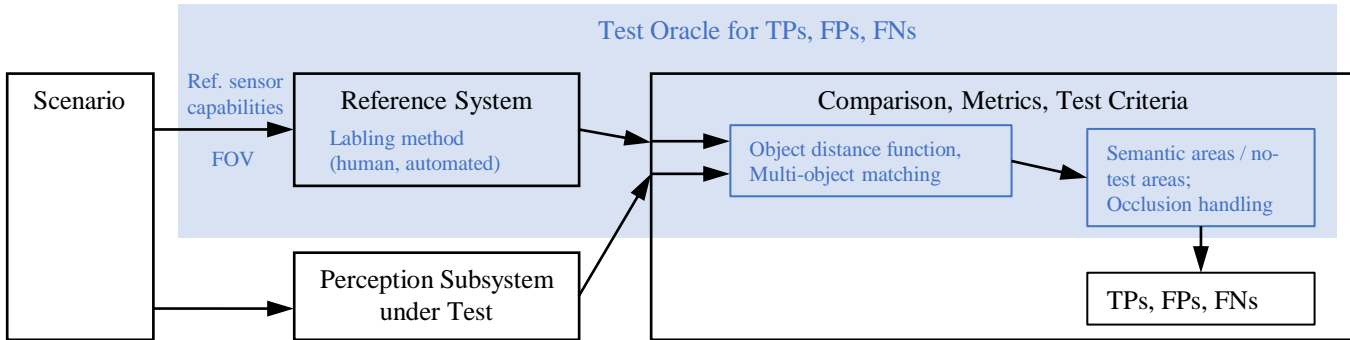 Test Oracle for TPs, FPs, FNs
Scenario
Ref. sensor
capabilities
FOV
Reference System
Labling method
(human, automated)
Comparison, Metrics, Test Criteria
Object distance function,
Multi-object matching
Semantic areas / no-
test areas;
Occlusion handling
Perception Subsystem
under Test
TPs, FPs, FNs